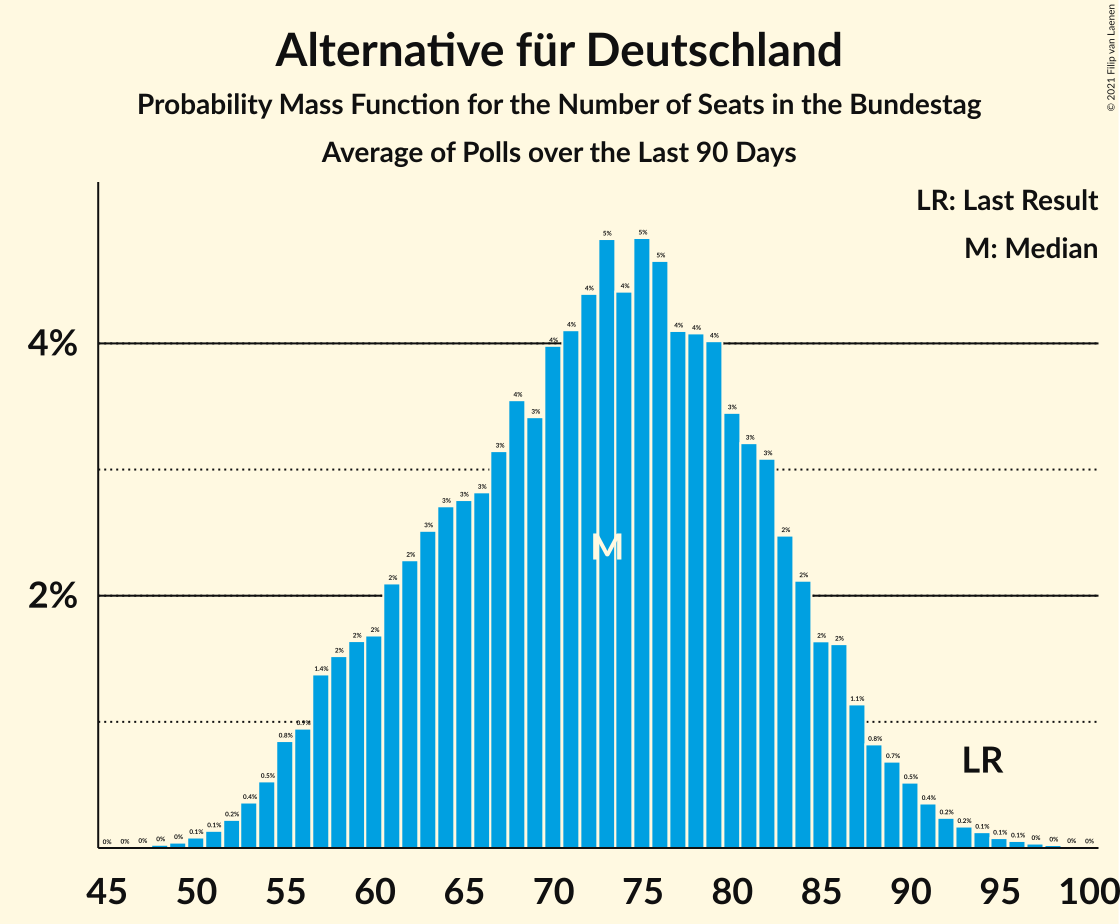 Alternative für Deutschland
Probability Mass Function for the Number of Seats in the Bundestag
Average of Polls over the Last 90 Days
© 2021 Filip van Laenen
LR: Last Result
M: Median
5% 5%
5%
4% 4%
4% 4% 4% 4%
4% 4%
4%
3% 3%
3% 3% 3%
3% 3% 3%
3% 2%
M
2% 2% 2%
2%
2% 2% 2% 2% 2%
1.4%
1.1%
0.9%
0.8% 0.8%
LR
0.7%
0.5% 0.5%
0.4% 0.4%
0.2% 0.2% 0.2%
0.1% 0.1% 0.1% 0.1% 0.1%
0% 0% 0% 0% 0% 0% 0% 0% 0%
45 50 55 60 65 70 75 80 85 90 95 100